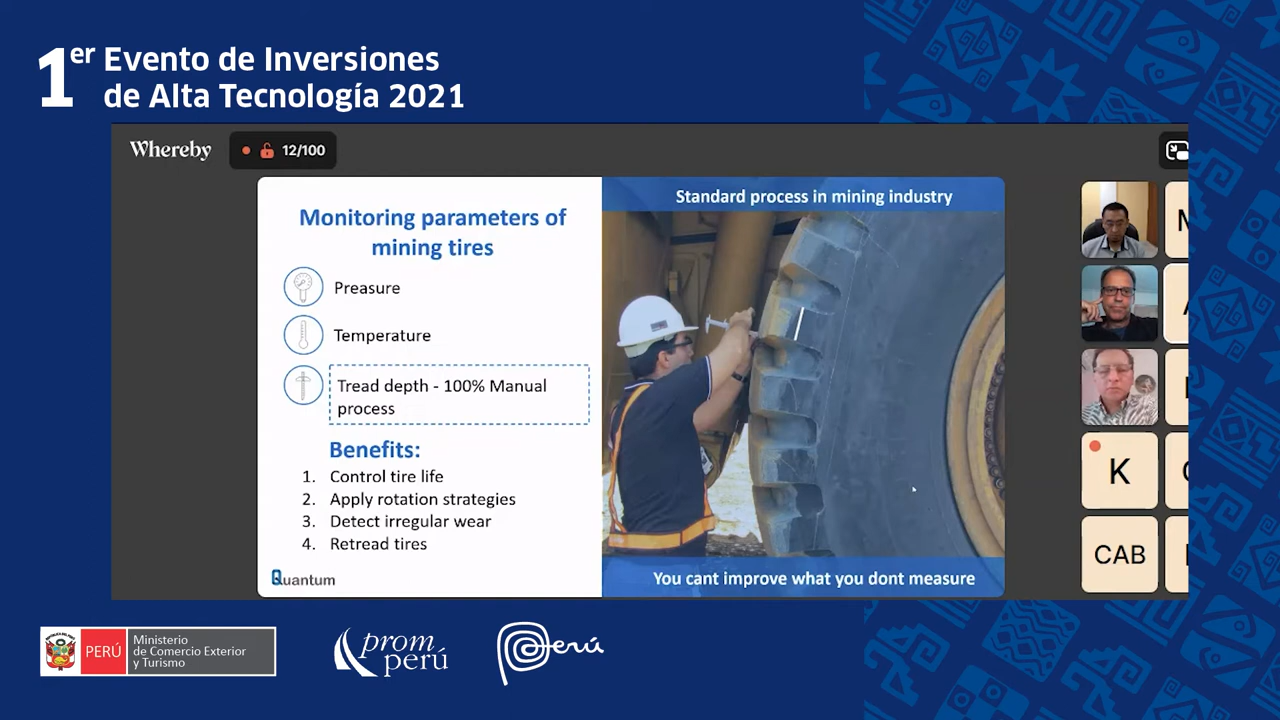 1er Evento de Inversiones
de Alta Tecnología 2021
Whereby
12/100
Monitoring parameters of
mining tires
Preasure
Temperature
Tread depth - 100% Manual
process
Benefits:
1. Control tire life
2. Apply rotation strategies
3. Detect irregular wear
4. Retread tires
Quantum
Standard process in mining industry
You cant improve what you dont measure
K
CAB
PERÚ
Ministerio
de Comercio Exterior
y Turismo
prom
perú
Perú